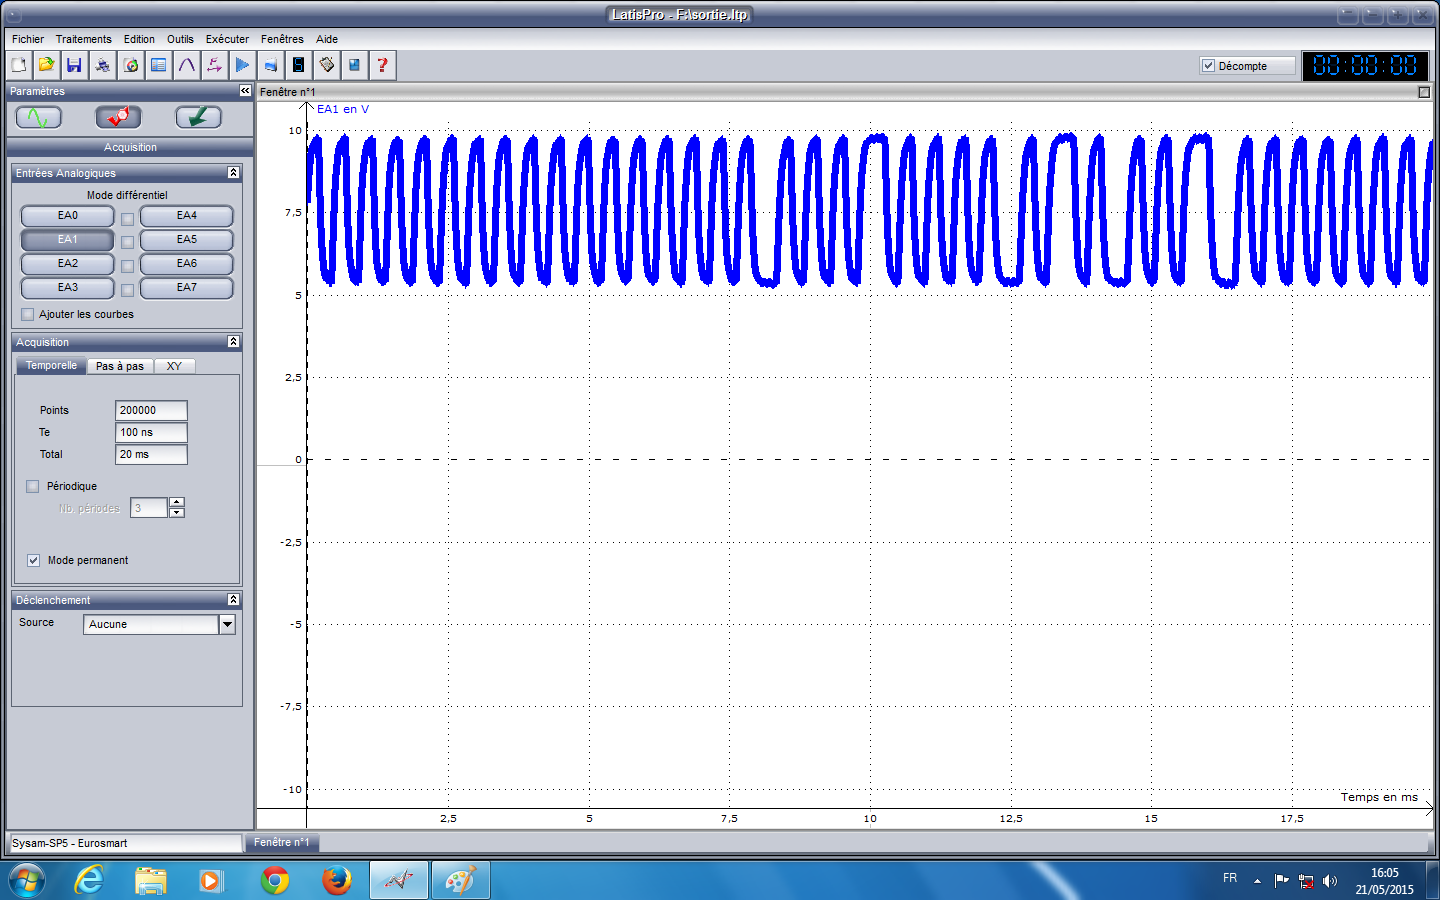 LatisPro - F:\sortie.ltp
Fichier Traitements Edition Outils Exécuter Fenêtres Aide
Décompte 00:00:00
Paramètres
Fenêtre n°1
EA1 en V
Acquisition
Entrées Analogiques
Mode différentiel
EA0 EA4
EA1 EA5
EA2 EA6
EA3 EA7
Ajouter les courbes
Acquisition
Temporelle Pas à pas XY
Points 200000
Te 100 ns
Total 20 ms
Périodique
Nb. périodes 3
Mode permanent
Déclenchement
Source Aucune
10
7,5
5
2,5
0
-2,5
-5
-7,5
-10
Temps en ms
2,5 5 7,5 10 12,5 15 17,5
Sysam-SP5 - Eurosmart
Fenêtre n°1
FR
16:05
21/05/2015